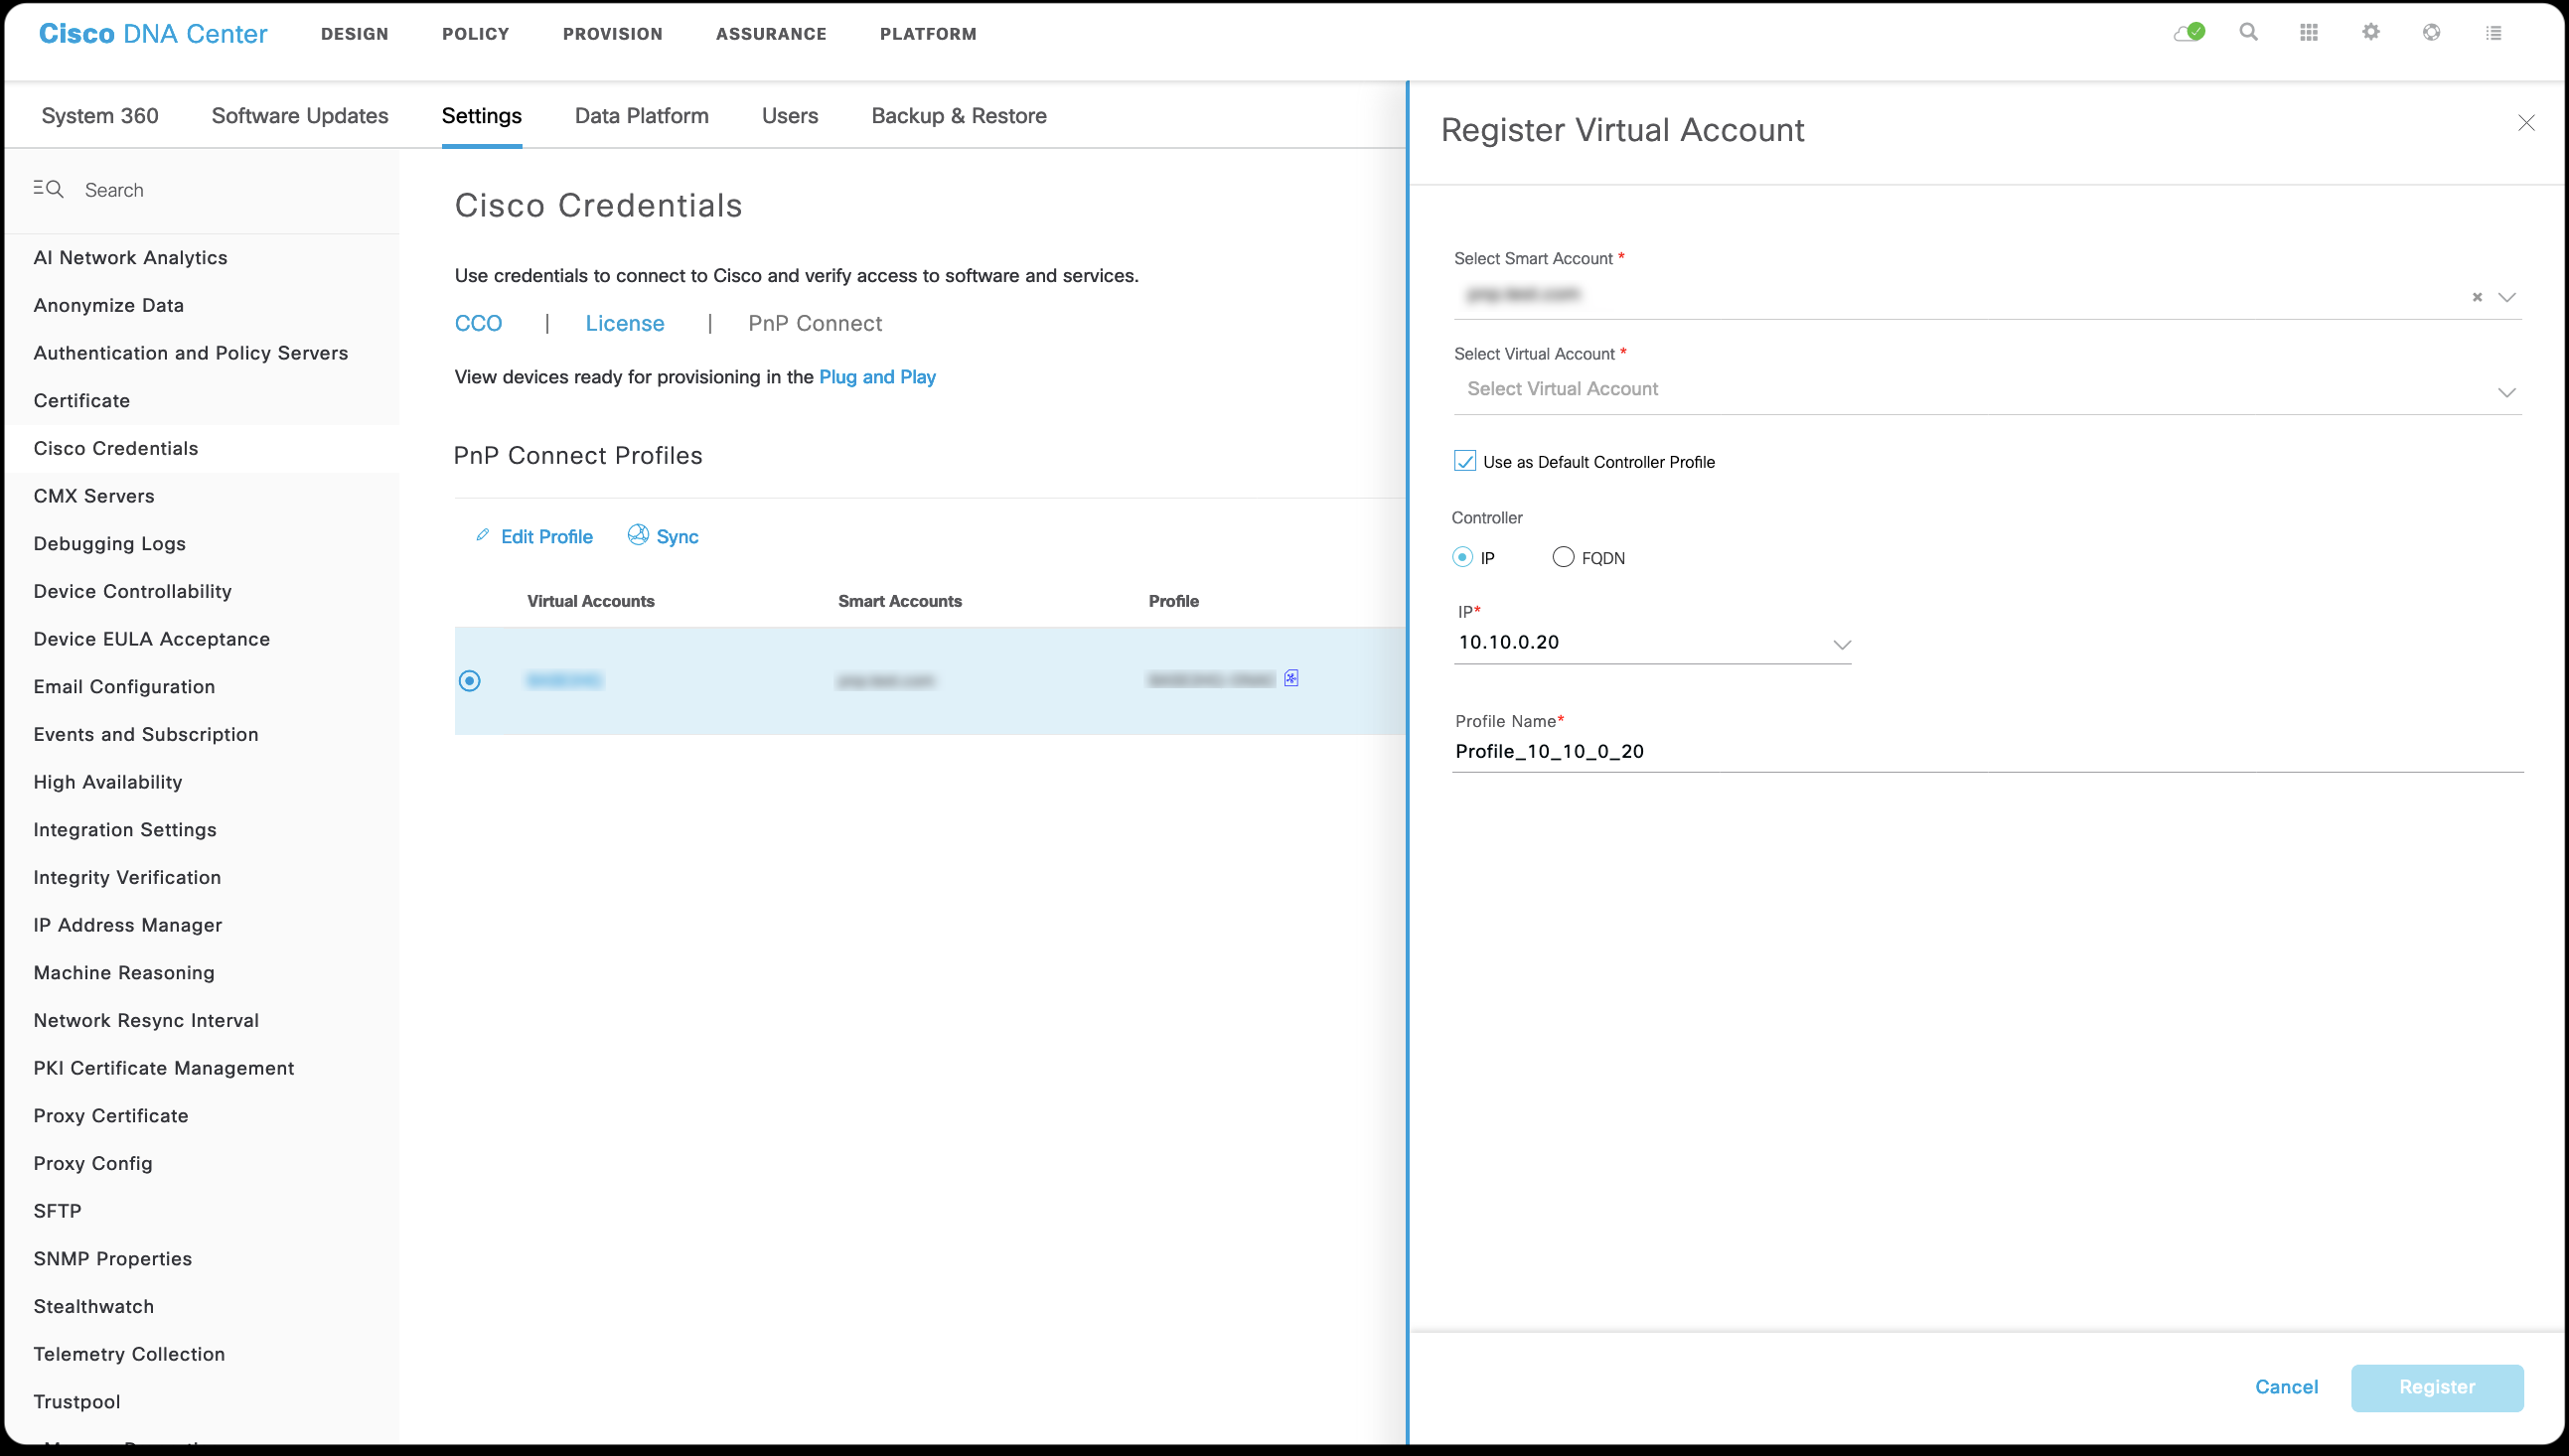 Cisco DNA Center DESIGN POLICY PROVISION ASSURANCE PLATFORM
System 360 Software Updates Settings Data Platform Users Backup & Restore
Search
AI Network Analytics
Anonymize Data
Authentication and Policy Servers
Certificate
Cisco Credentials
CMX Servers
Debugging Logs
Device Controllability
Device EULA Acceptance
Email Configuration
Events and Subscription
High Availability
Integration Settings
Integrity Verification
IP Address Manager
Machine Reasoning
Network Resync Interval
PKI Certificate Management
Proxy Certificate
Proxy Config
SFTP
SNMP Properties
Stealthwatch
Telemetry Collection
Trustpool
Cisco Credentials
Use credentials to connect to Cisco and verify access to software and services.
CCO | License | PnP Connect
View devices ready for provisioning in the Plug and Play
PnP Connect Profiles
Edit Profile Sync
Virtual Accounts Smart Accounts Profile
Register Virtual Account
Select Smart Account *
Select Virtual Account *
Select Virtual Account
Use as Default Controller Profile
Controller
IP FQDN
IP*
10.10.0.20
Profile Name*
Profile_10_10_0_20
Cancel Register